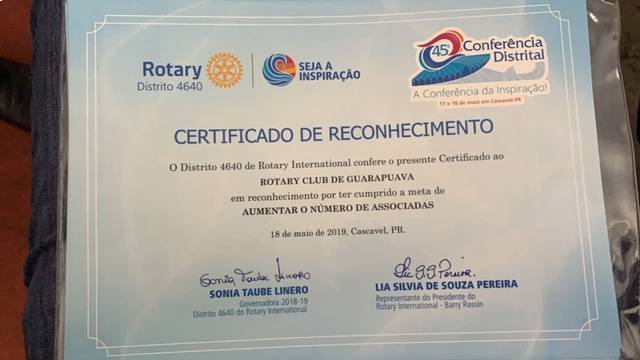 Rotary
Distrito 4640
SEJA A
INSPIRAÇÃO
45ª Conferência
Distrital
A Conferência da Inspiração!
17 e 18 de maio em Cascavel-PR
CERTIFICADO DE RECONHECIMENTO
O Distrito 4640 de Rotary International confere o presente Certificado ao
ROTARY CLUB DE GUARAPUAVA
em reconhecimento por ter cumprido a meta de
AUMENTAR O NÚMERO DE ASSOCIADAS
18 de maio de 2019, Cascavel, PR.
Sonia Taube Linero
SONIA TAUBE LINERO
Governadora 2018-19
Distrito 4640 do Rotary International
LIA SILVIA DE SOUZA PEREIRA
Representante do Presidente do
Rotary International - Barry Rassin